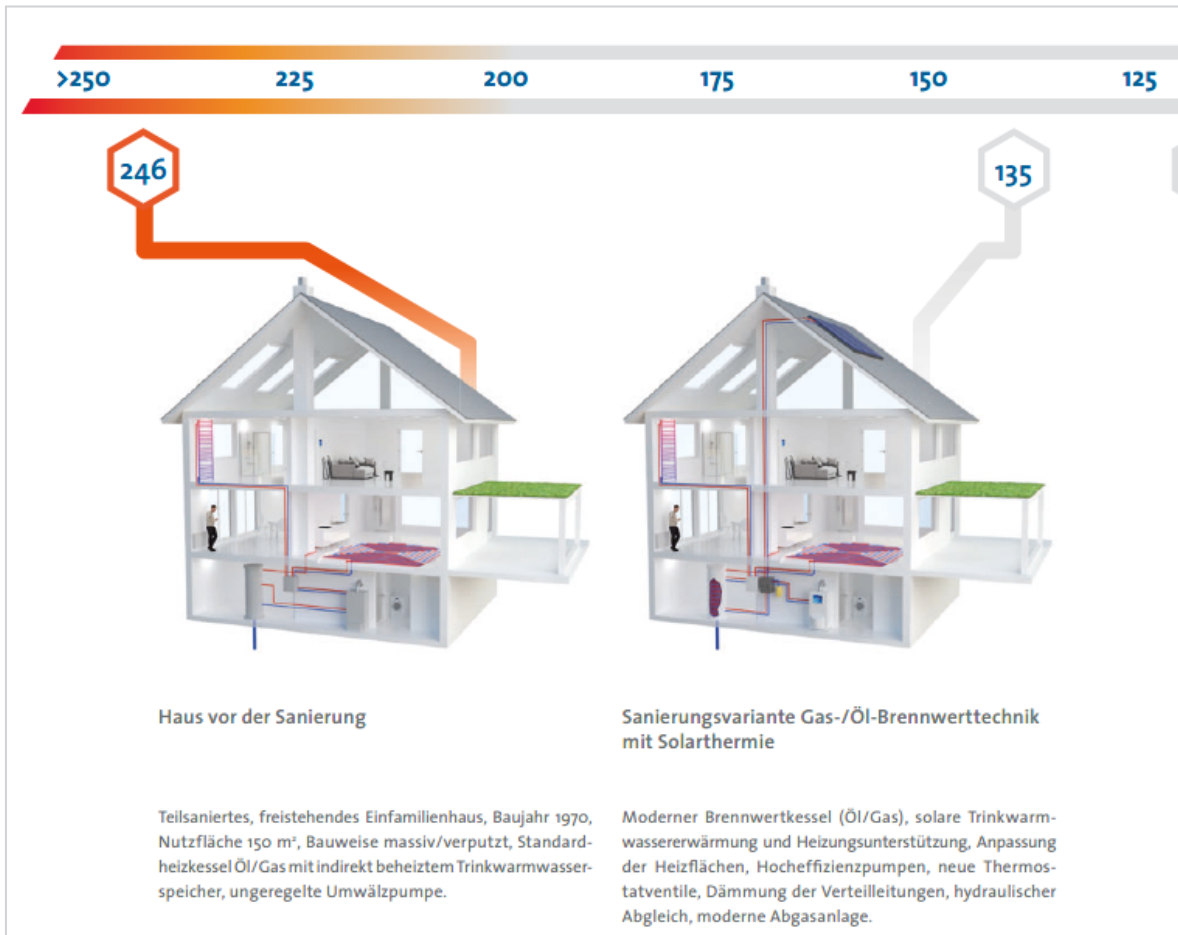 >250 225 200 175 150 125
246 135
Haus vor der Sanierung
Teilsaniertes, freistehendes Einfamilienhaus, Baujahr 1970,
Nutzfläche 150 m², Bauweise massiv/verputzt, Standard-
heizkessel Öl/Gas mit indirekt beheiztem Trinkwarmwasser-
speicher, ungeregelte Umwälzpumpe.
Sanierungsvariante Gas-/Öl-Brennwerttechnik
mit Solarthermie
Moderner Brennwertkessel (Öl/Gas), solare Trinkwarm-
wassererwärmung und Heizungsunterstützung, Anpassung
der Heizflächen, Hocheffizienzpumpen, neue Thermos-
tatventile, Dämmung der Verteilleitungen, hydraulischer
Abgleich, moderne Abgasanlage.